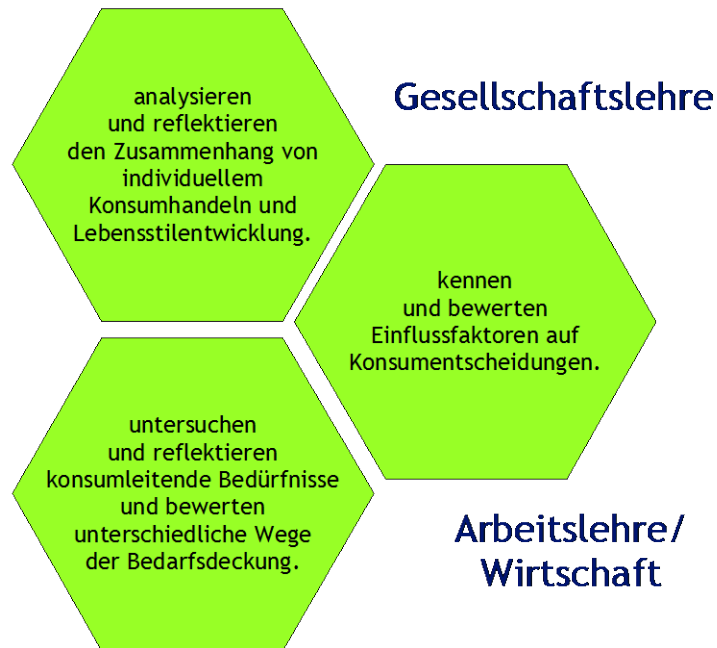 analysieren
und reflektieren
den Zusammenhang von
individuellem
Konsumhandeln und
Lebensstilentwicklung.
Gesellschaftslehre
kennen
und bewerten
Einflussfaktoren auf
Konsumentscheidungen.
untersuchen
und reflektieren
konsumleitende Bedürfnisse
und bewerten
unterschiedliche Wege
der Bedarfsdeckung.
Arbeitslehre/
Wirtschaft